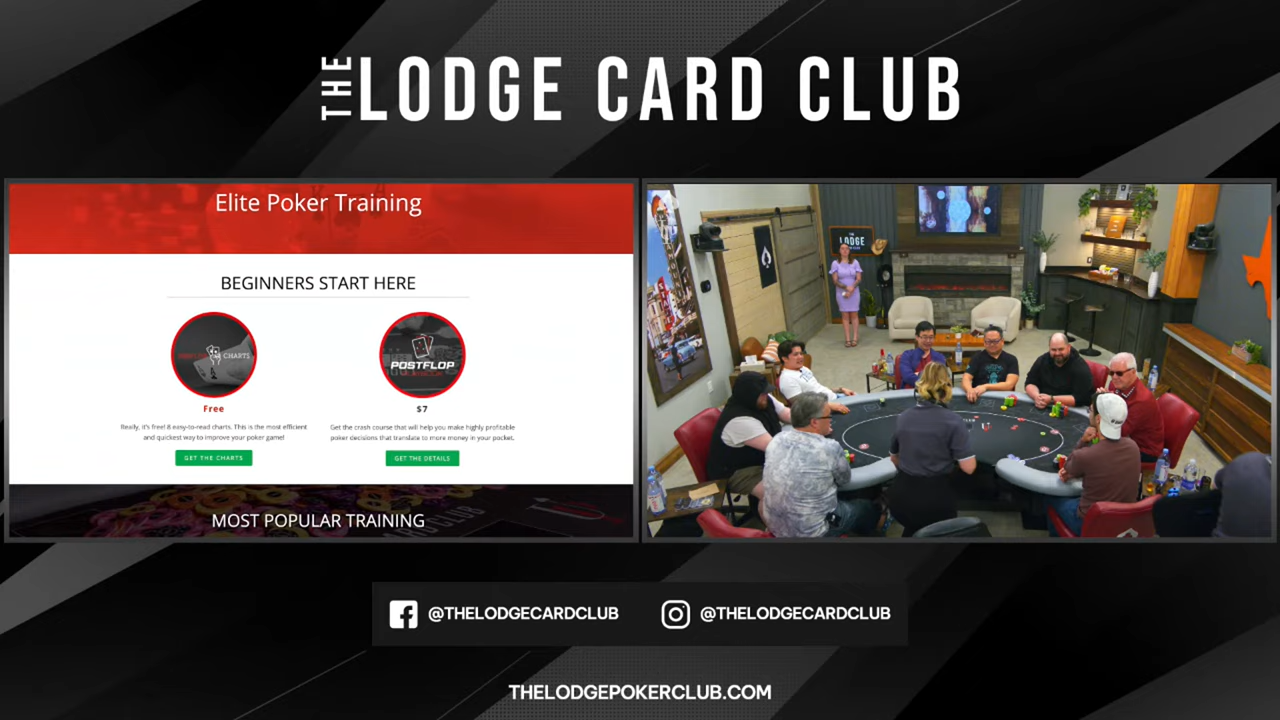 THE LODGE CARD CLUB
Elite Poker Training
BEGINNERS START HERE
CHARTS
POSTFLOP
Free
$7
Really, it's free! 8 easy-to-read charts. This is the most efficient
and quickest way to improve your poker game!
Get the crash course that will help you make highly profitable
poker decisions that translate to more money in your pocket.
GET THE CHARTS
GET THE DETAILS
MOST POPULAR TRAINING
THE
LODGE
@THELODGECARDCLUB
@THELODGECARDCLUB
THELODGEPOKERCLUB.COM